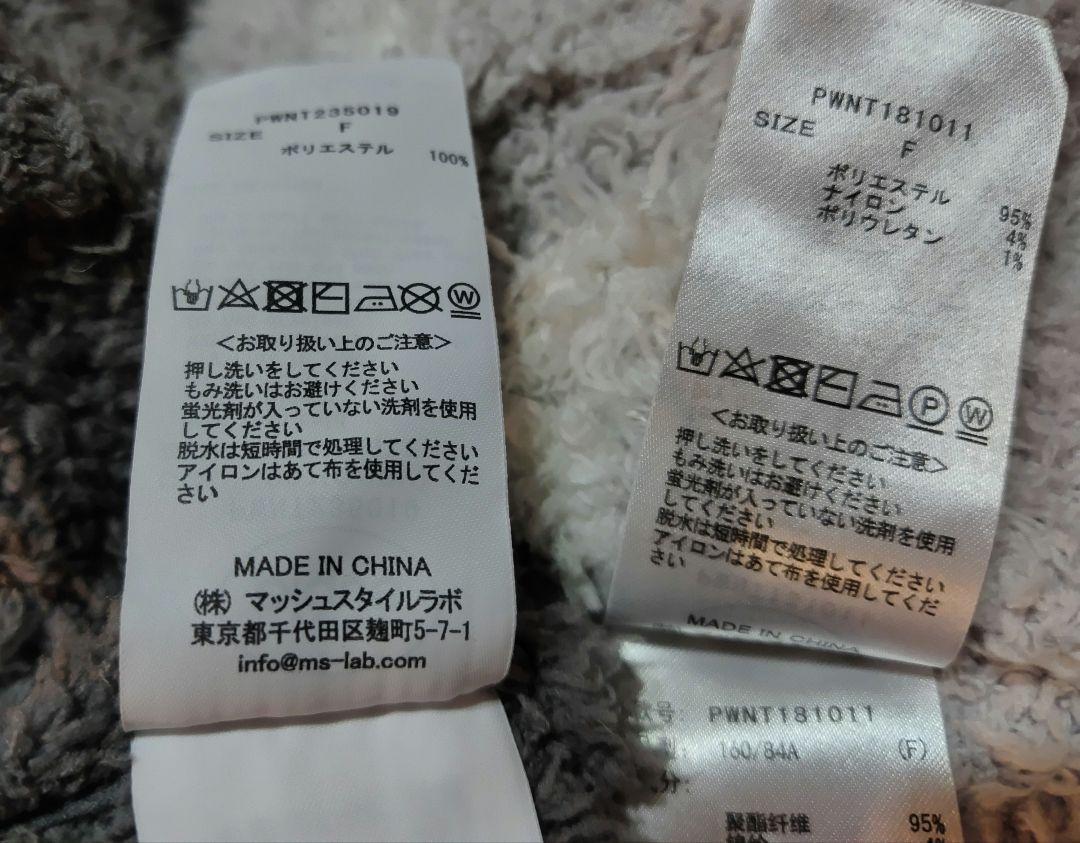 PWNT235019
SIZE F
ポリエステル 100%
<お取り扱い上のご注意>
押し洗いをしてください
もみ洗いはお避けください
蛍光剤が入っていない洗剤を使用
してください
脱水は短時間で処理してください
アイロンはあて布を使用してくだ
さい
MADE IN CHINA
(株) マッシュスタイルラボ
東京都千代田区麹町5-7-1
info@ms-lab.com
PWNT181011
SIZE F
ポリエステル 95%
ナイロン 4%
ポリウレタン 1%
P
W
<お取り扱い上のご注意>
押し洗いをしてください
もみ洗いはお避けください
蛍光剤が入っていない洗剤を使用
してください
脱水は短時間で処理してください
アイロンはあて布を使用してくだ
さい
MADE IN CHINA
号: PWNT181011
160/84A (F)
分:
聚酯纤维 95%